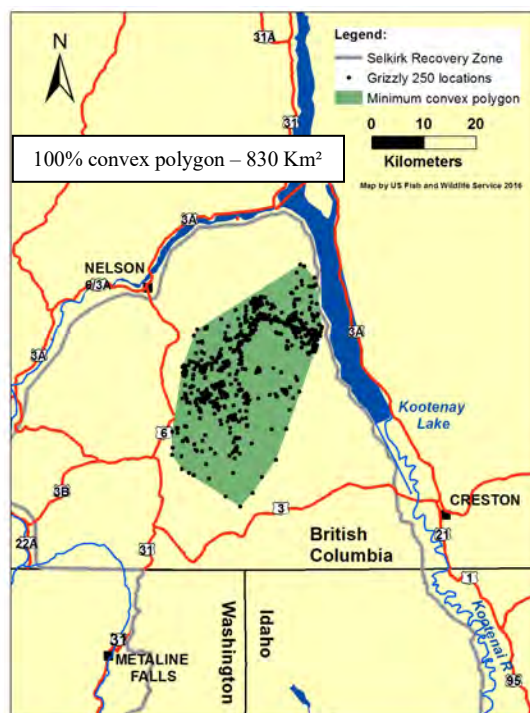 N
31A
Legend:
Selkirk Recovery Zone
Grizzly 250 locations
Minimum convex polygon
31
0 10 20
Kilometers
100% convex polygon – 830 Km²
Map by US Fish and Wildlife Service 2016
3A
NELSON
6/3A
3A
3A
Kootenay
Lake
6
3B
3
CRESTON
22A
British
Columbia
21
31
1
Washington
Idaho
Kootenai R
31
METALINE
FALLS
95